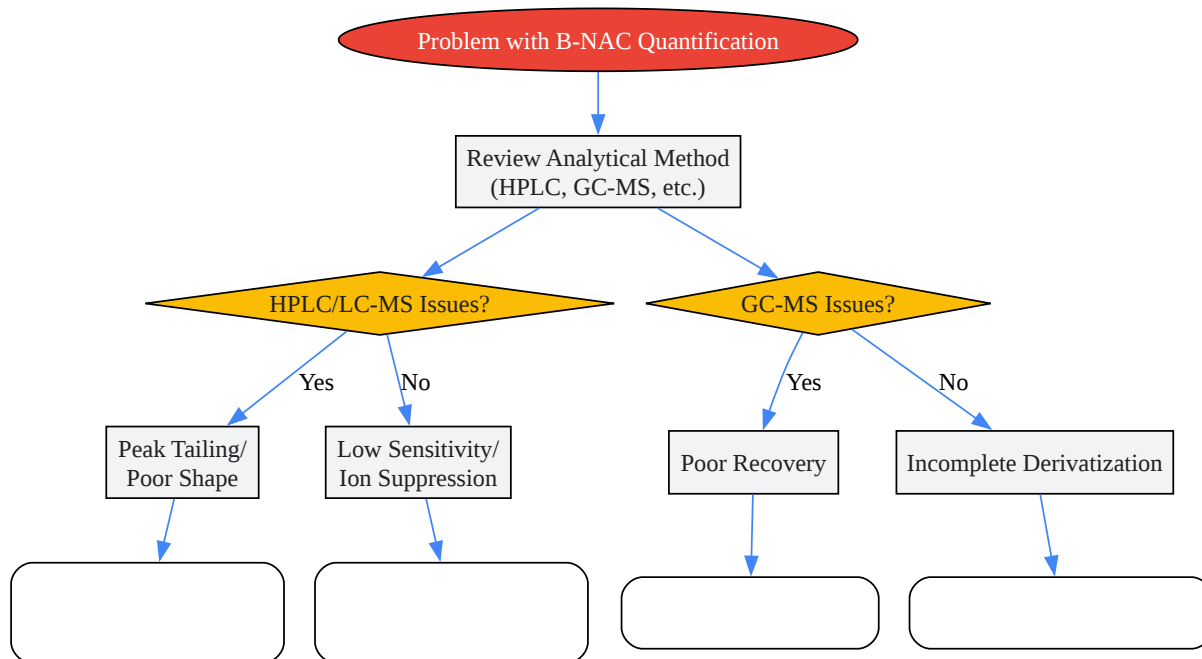 Problem with B-NAC Quantification
Review Analytical Method
(HPLC, GC-MS, etc.)
HPLC/LC-MS Issues?
GC-MS Issues?
Yes
No
Yes
No
Peak Tailing/
Poor Shape
Low Sensitivity/
Ion Suppression
Poor Recovery
Incomplete Derivatization